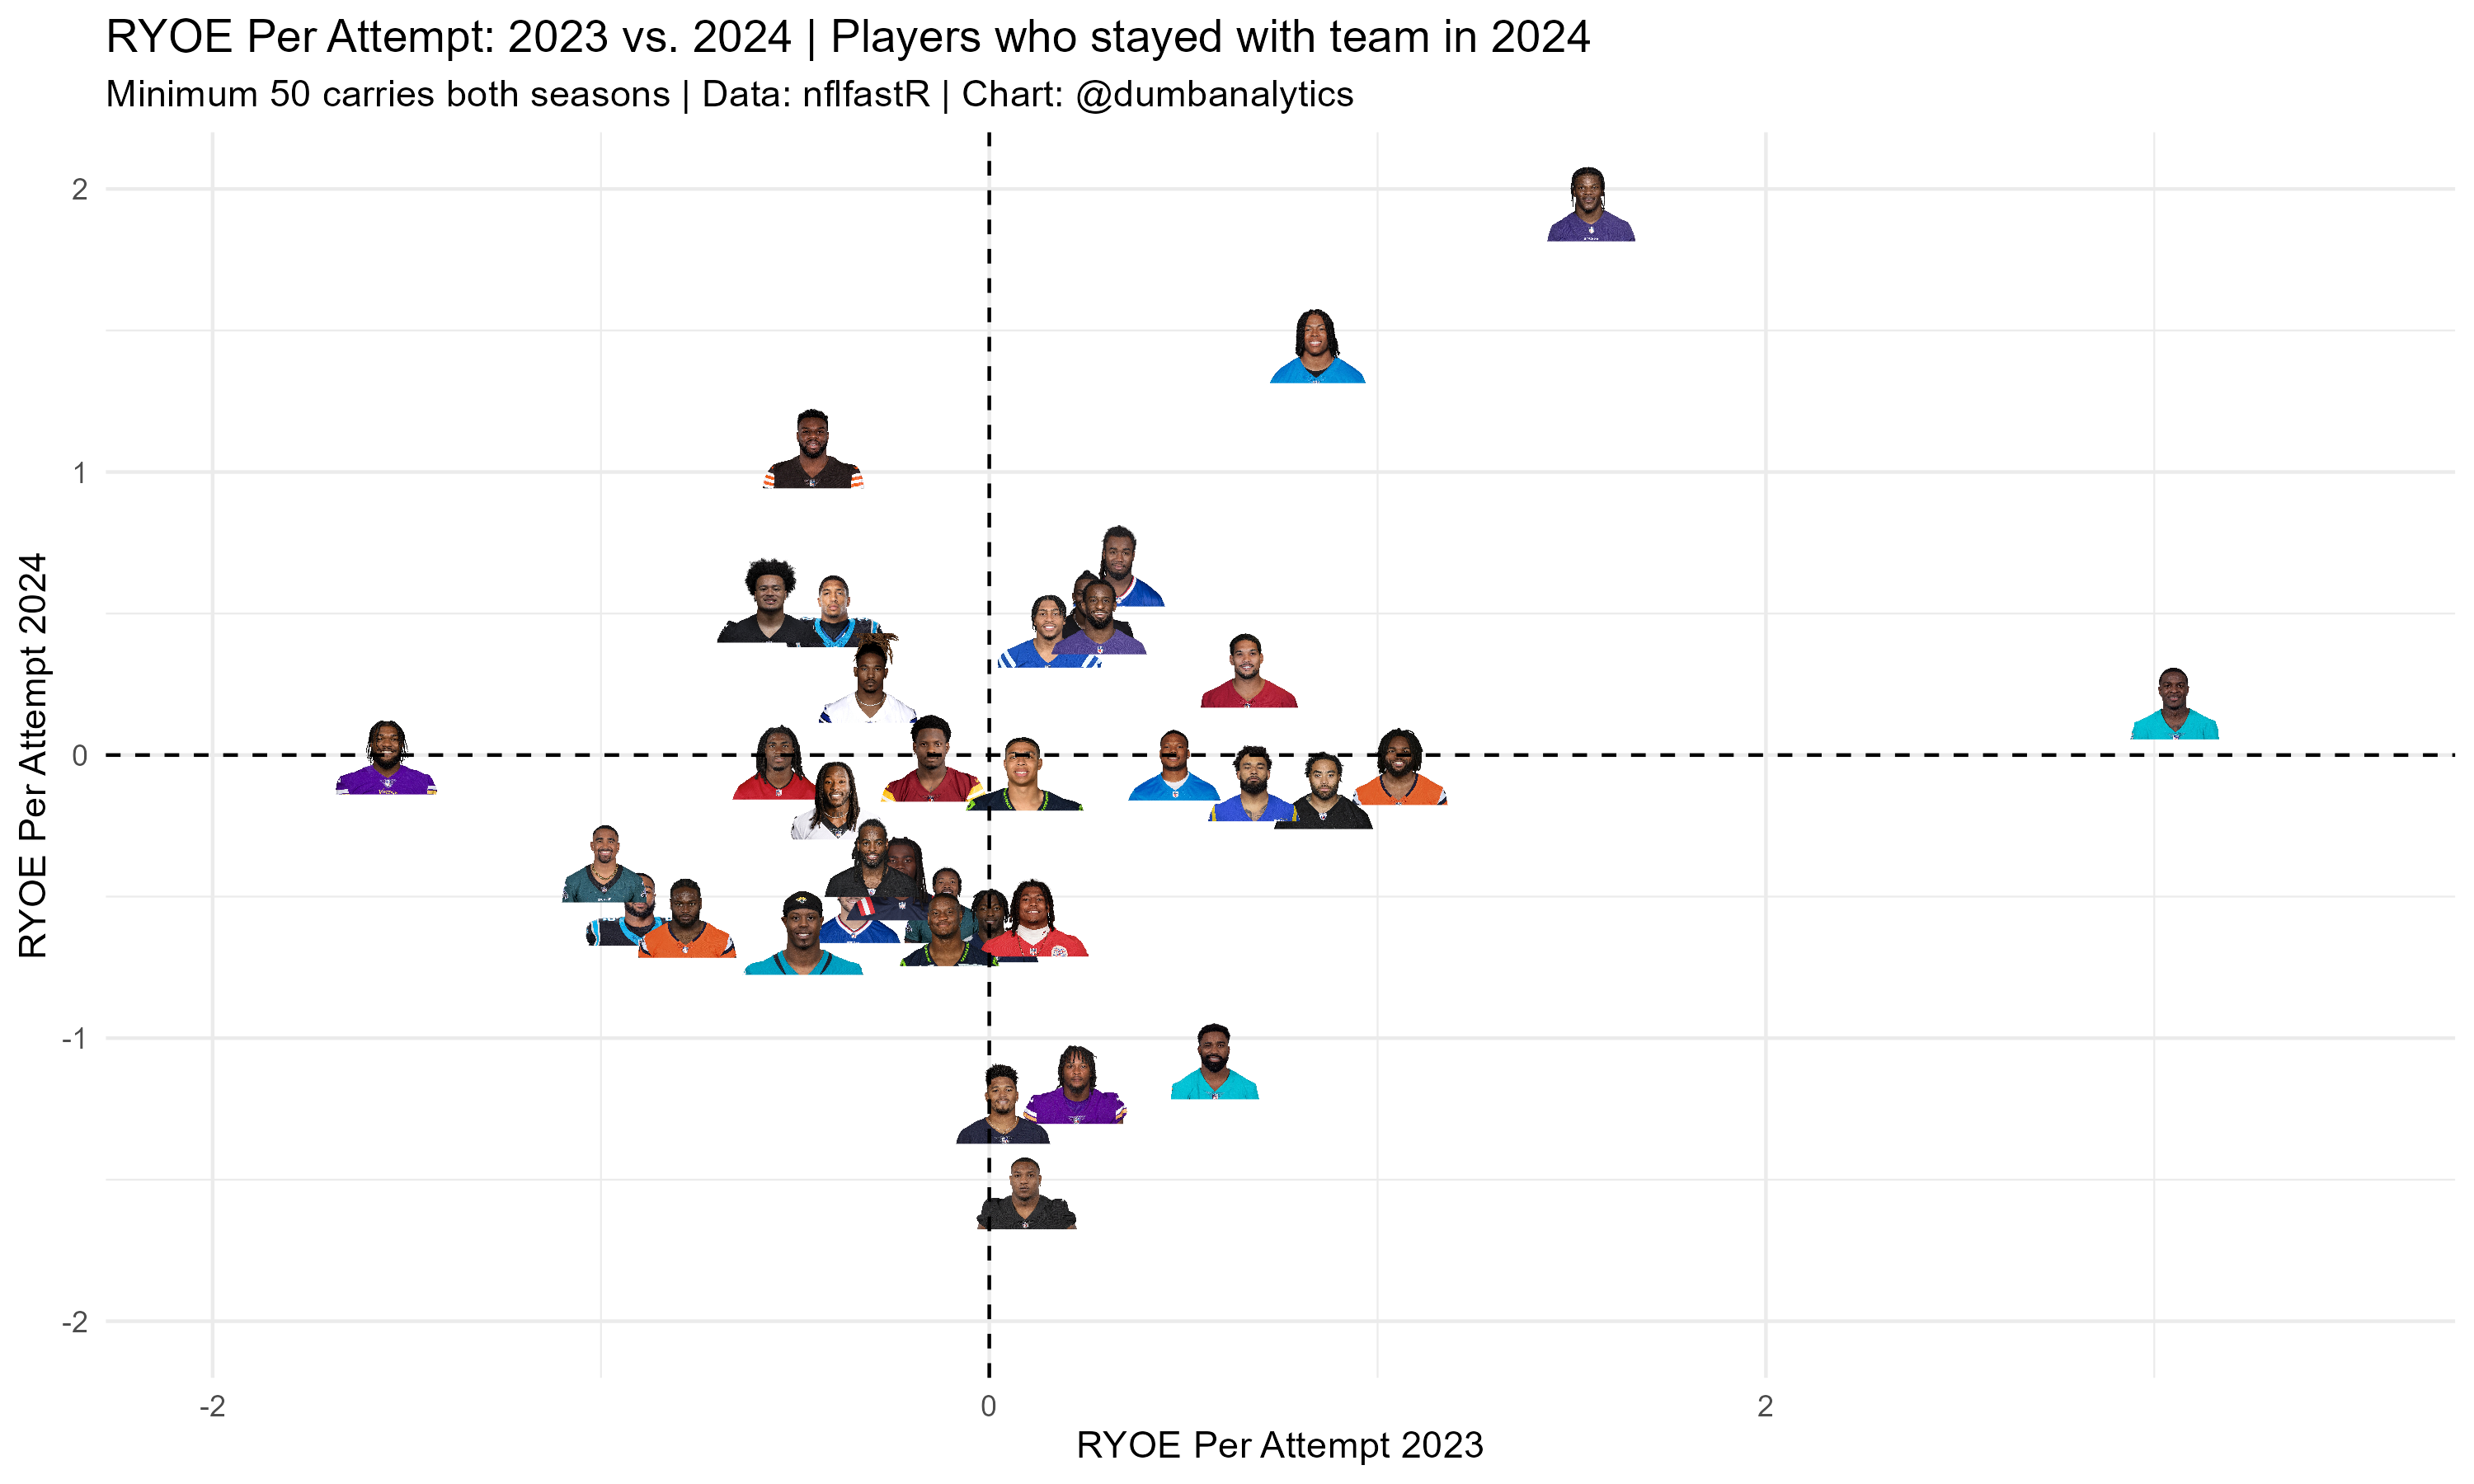 RYOE Per Attempt: 2023 vs. 2024 | Players who stayed with team in 2024
Minimum 50 carries both seasons | Data: nflfastR | Chart: @dumbanalytics
RYOE Per Attempt 2024
2
1
0
-1
-2
-2
0
2
RYOE Per Attempt 2023